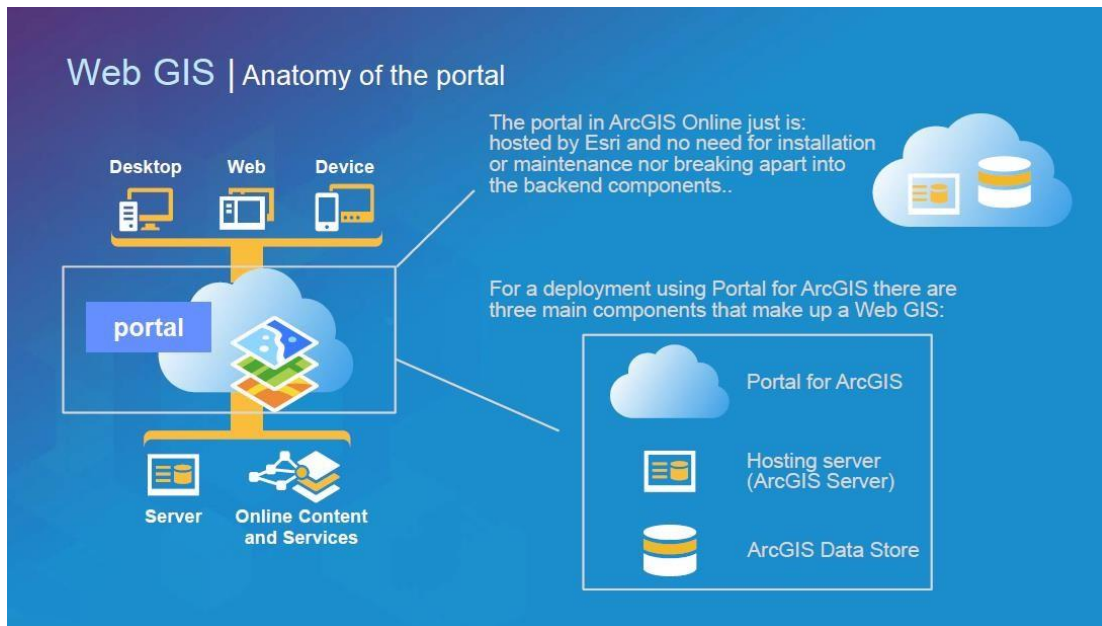 Web GIS | Anatomy of the portal
The portal in ArcGIS Online just is:
hosted by Esri and no need for installation
or maintenance nor breaking apart into
the backend components..
Desktop
Web
Device
portal
For a deployment using Portal for ArcGIS there are
three main components that make up a Web GIS:
Portal for ArcGIS
Hosting server
(ArcGIS Server)
ArcGIS Data Store
Server
Online Content
and Services